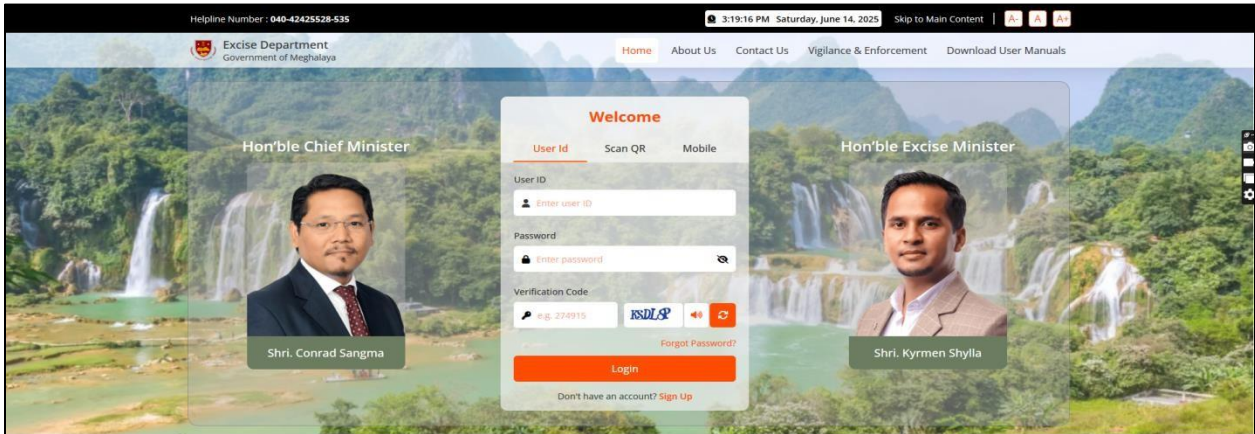 Helpline Number : 040-42425528-535
3:19:16 PM Saturday, June 14, 2025
Skip to Main Content | A- A A+
Excise Department
Government of Meghalaya
Home About Us Contact Us Vigilance & Enforcement Download User Manuals
Welcome
Hon'ble Chief Minister
User Id Scan QR Mobile
Hon'ble Excise Minister
User ID
Enter user ID
Password
Enter password
Verification Code
e.g. 274915
Forgot Password?
Shri. Conrad Sangma
Shri. Kyrmen Shylla
Login
Don't have an account? Sign Up